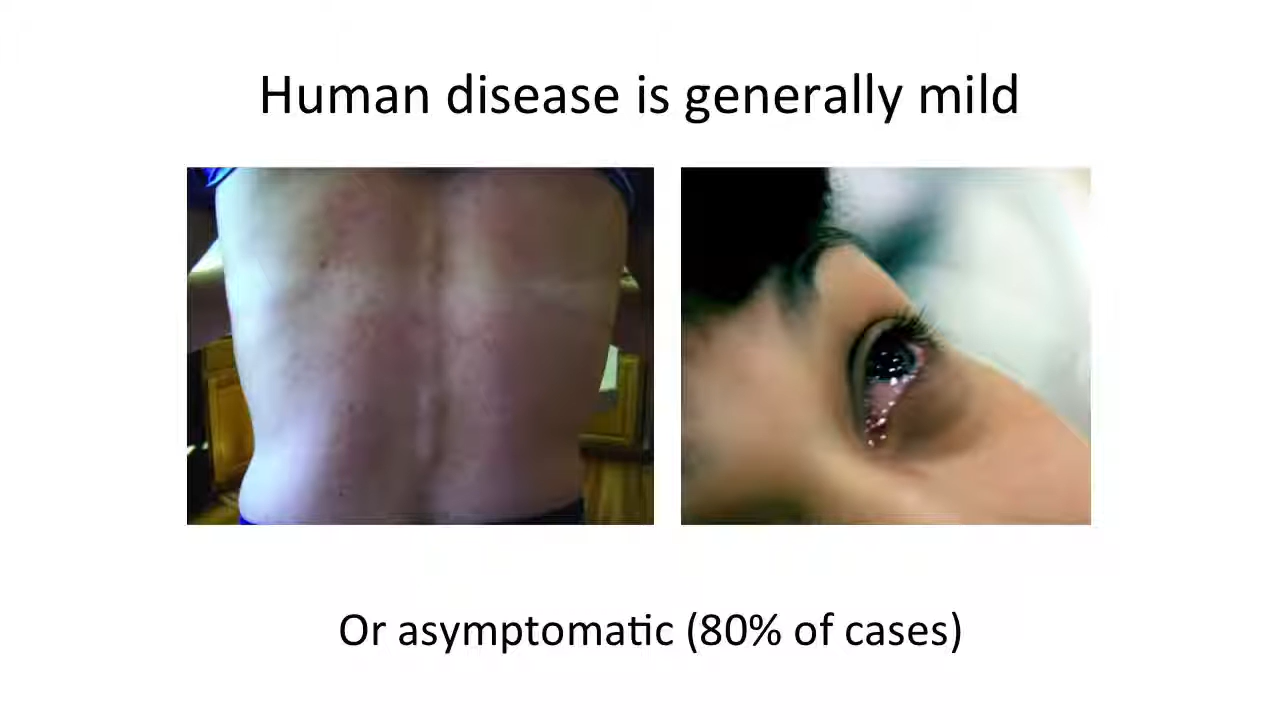 Human disease is generally mild
Or asymptomatic (80% of cases)